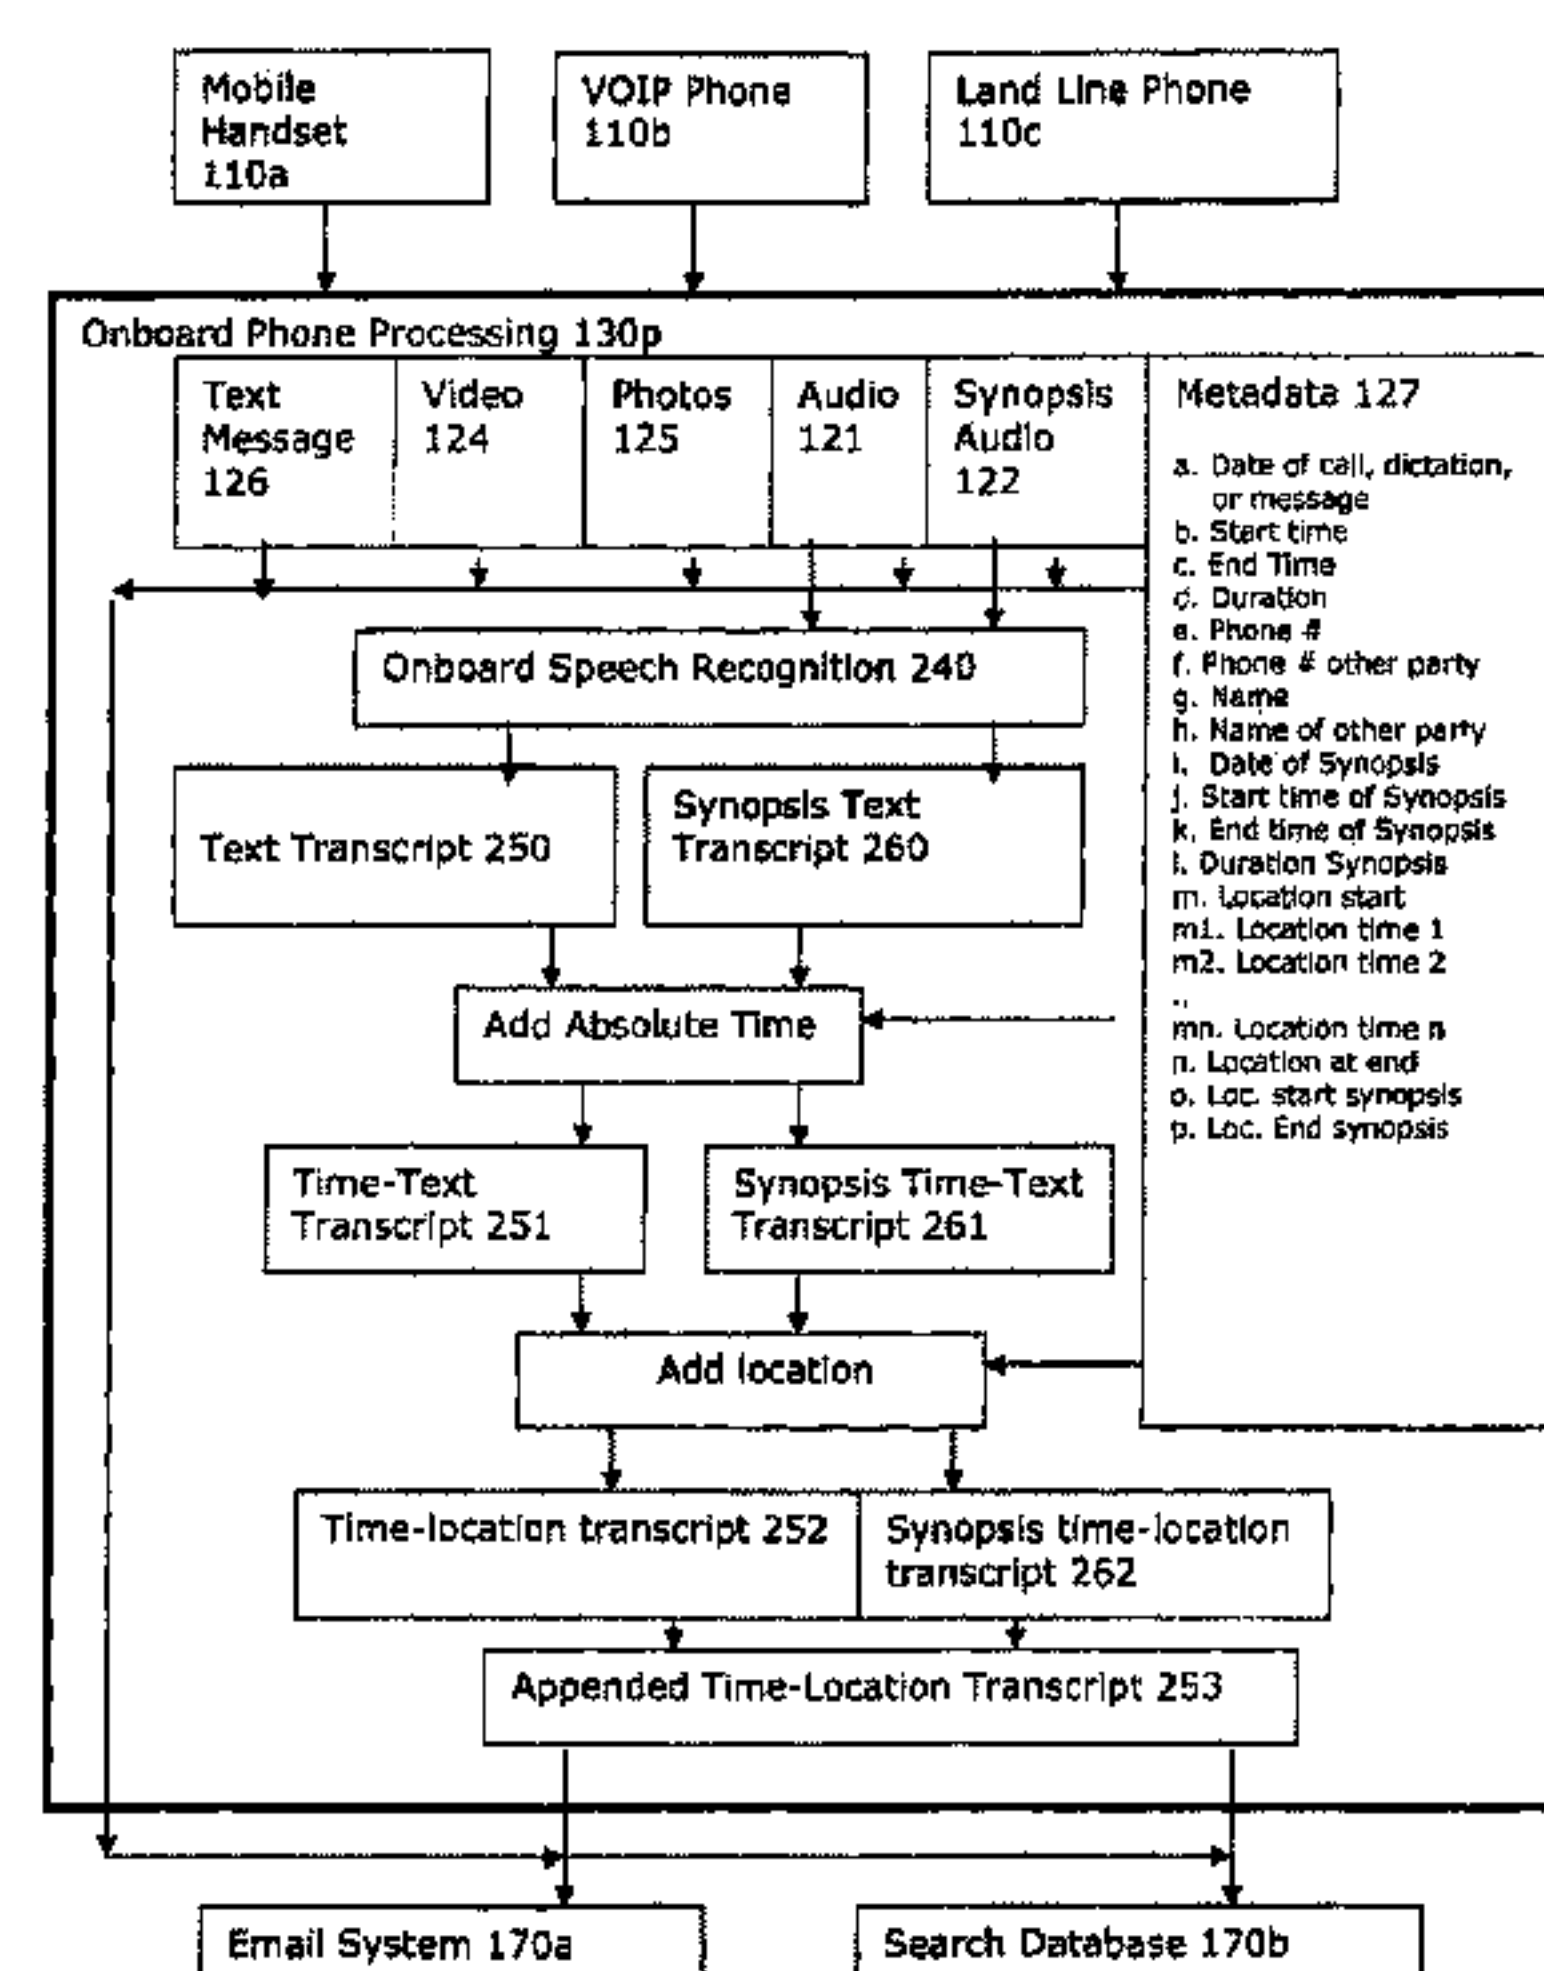 Mobile
Handset
110a
VOIP Phone
110b
Land Line Phone
110c
Onboard Phone Processing 130p
Text
Message
126
Video
124
Photos
125
Audio
121
Synopsis
Audio
122
Metadata 127
a. Date of call, dictation,
or message
b. Start time
c. End Time
d. Duration
e. Phone #
f. Phone # other party
g. Name
h. Name of other party
i. Date of Synopsis
j. Start time of Synopsis
k. End time of Synopsis
l. Duration Synopsis
m. Location start
m1. Location time 1
m2. Location time 2
..
mn. Location time n
n. Location at end
o. Loc. start synopsis
p. Loc. End synopsis
Onboard Speech Recognition 240
Text Transcript 250
Synopsis Text
Transcript 260
Add Absolute Time
Time-Text
Transcript 251
Synopsis Time-Text
Transcript 261
Add location
Time-location transcript 252
Synopsis time-location
transcript 262
Appended Time-Location Transcript 253
Email System 170a
Search Database 170b